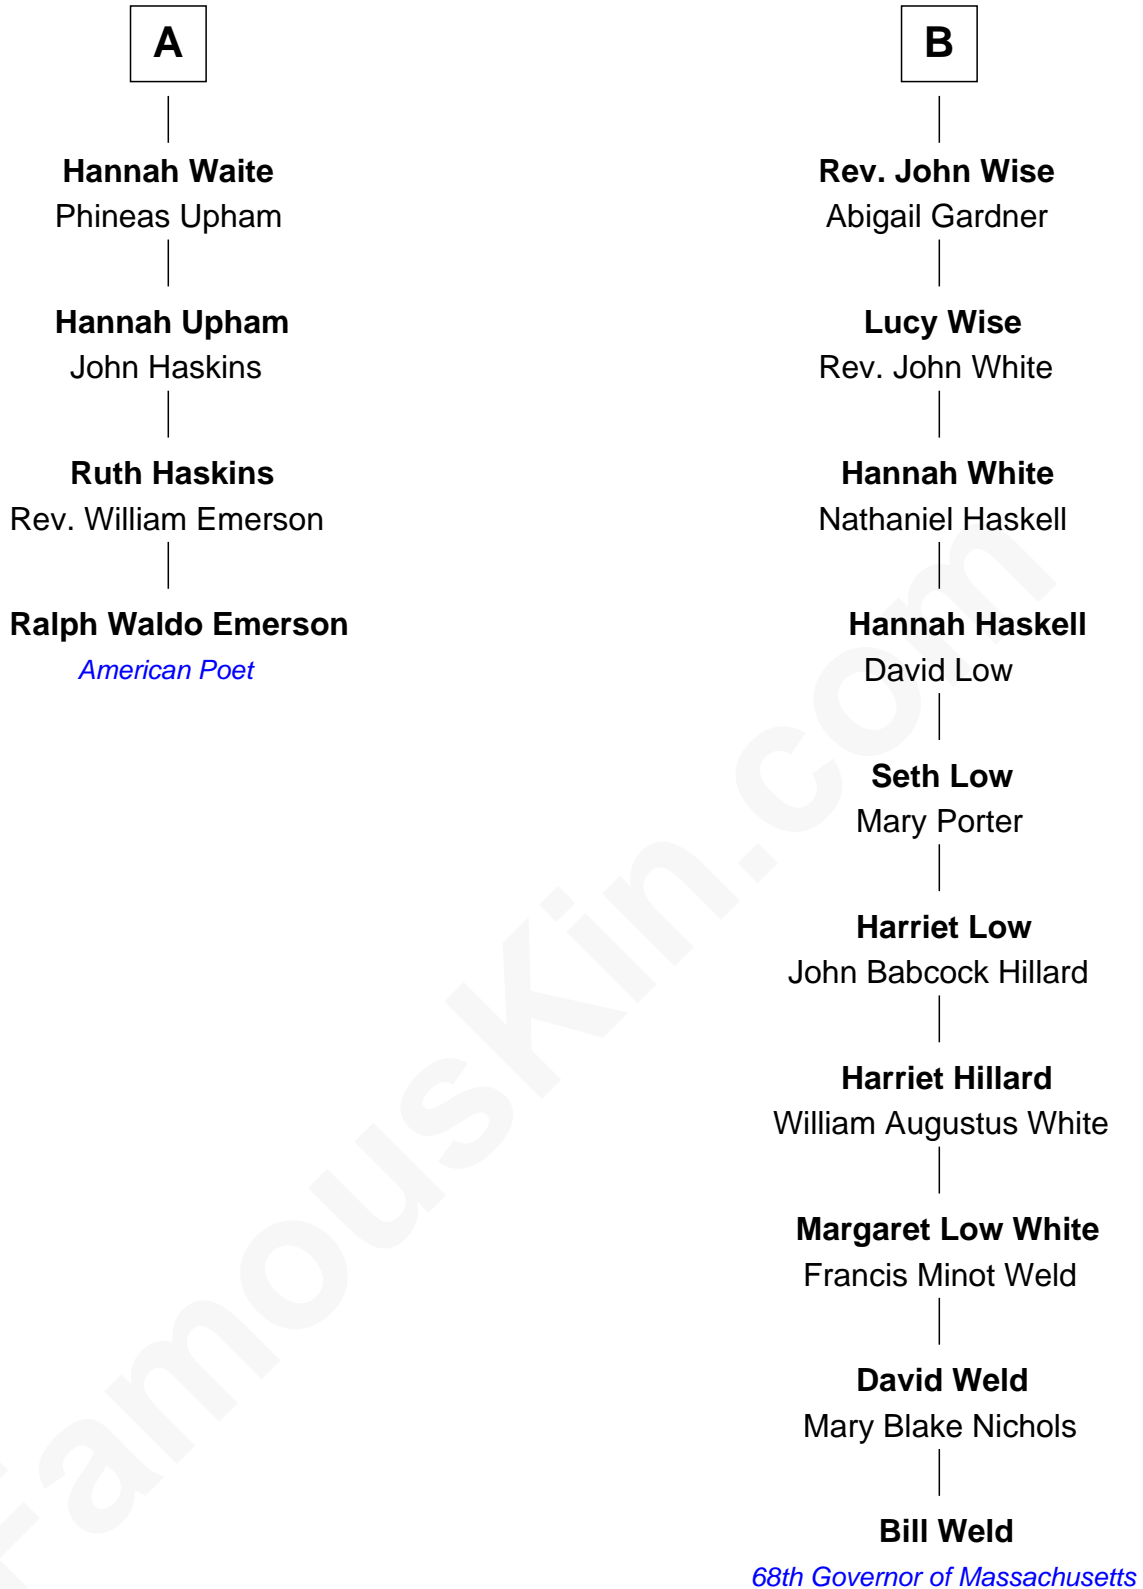 A
Hannah Waite
Phineas Upham
Hannah Upham
John Haskins
Ruth Haskins
Rev. William Emerson
Ralph Waldo Emerson
American Poet
B
Rev. John Wise
Abigail Gardner
Lucy Wise
Rev. John White
Hannah White
Nathaniel Haskell
Hannah Haskell
David Low
Seth Low
Mary Porter
Harriet Low
John Babcock Hillard
Harriet Hillard
William Augustus White
Margaret Low White
Francis Minot Weld
David Weld
Mary Blake Nichols
Bill Weld
68th Governor of Massachusetts
FamousKin.com